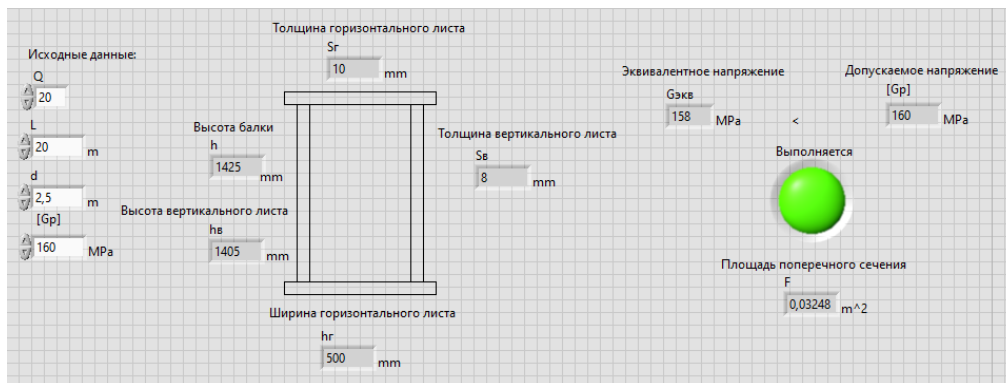 Исходные данные:
Q
20
L
20 m
d
2,5 m
[Gp]
160 MPa
Толщина горизонтального листа
Sг
10 mm
Высота балки
h
1425 mm
Высота вертикального листа
hв
1405 mm
Толщина вертикального листа
Sв
8 mm
Ширина горизонтального листа
hг
500 mm
Эквивалентное напряжение
Gэкв
158 MPa
<
Допускаемое напряжение
[Gp]
160 MPa
Выполняется
Площадь поперечного сечения
F
0,03248 m^2